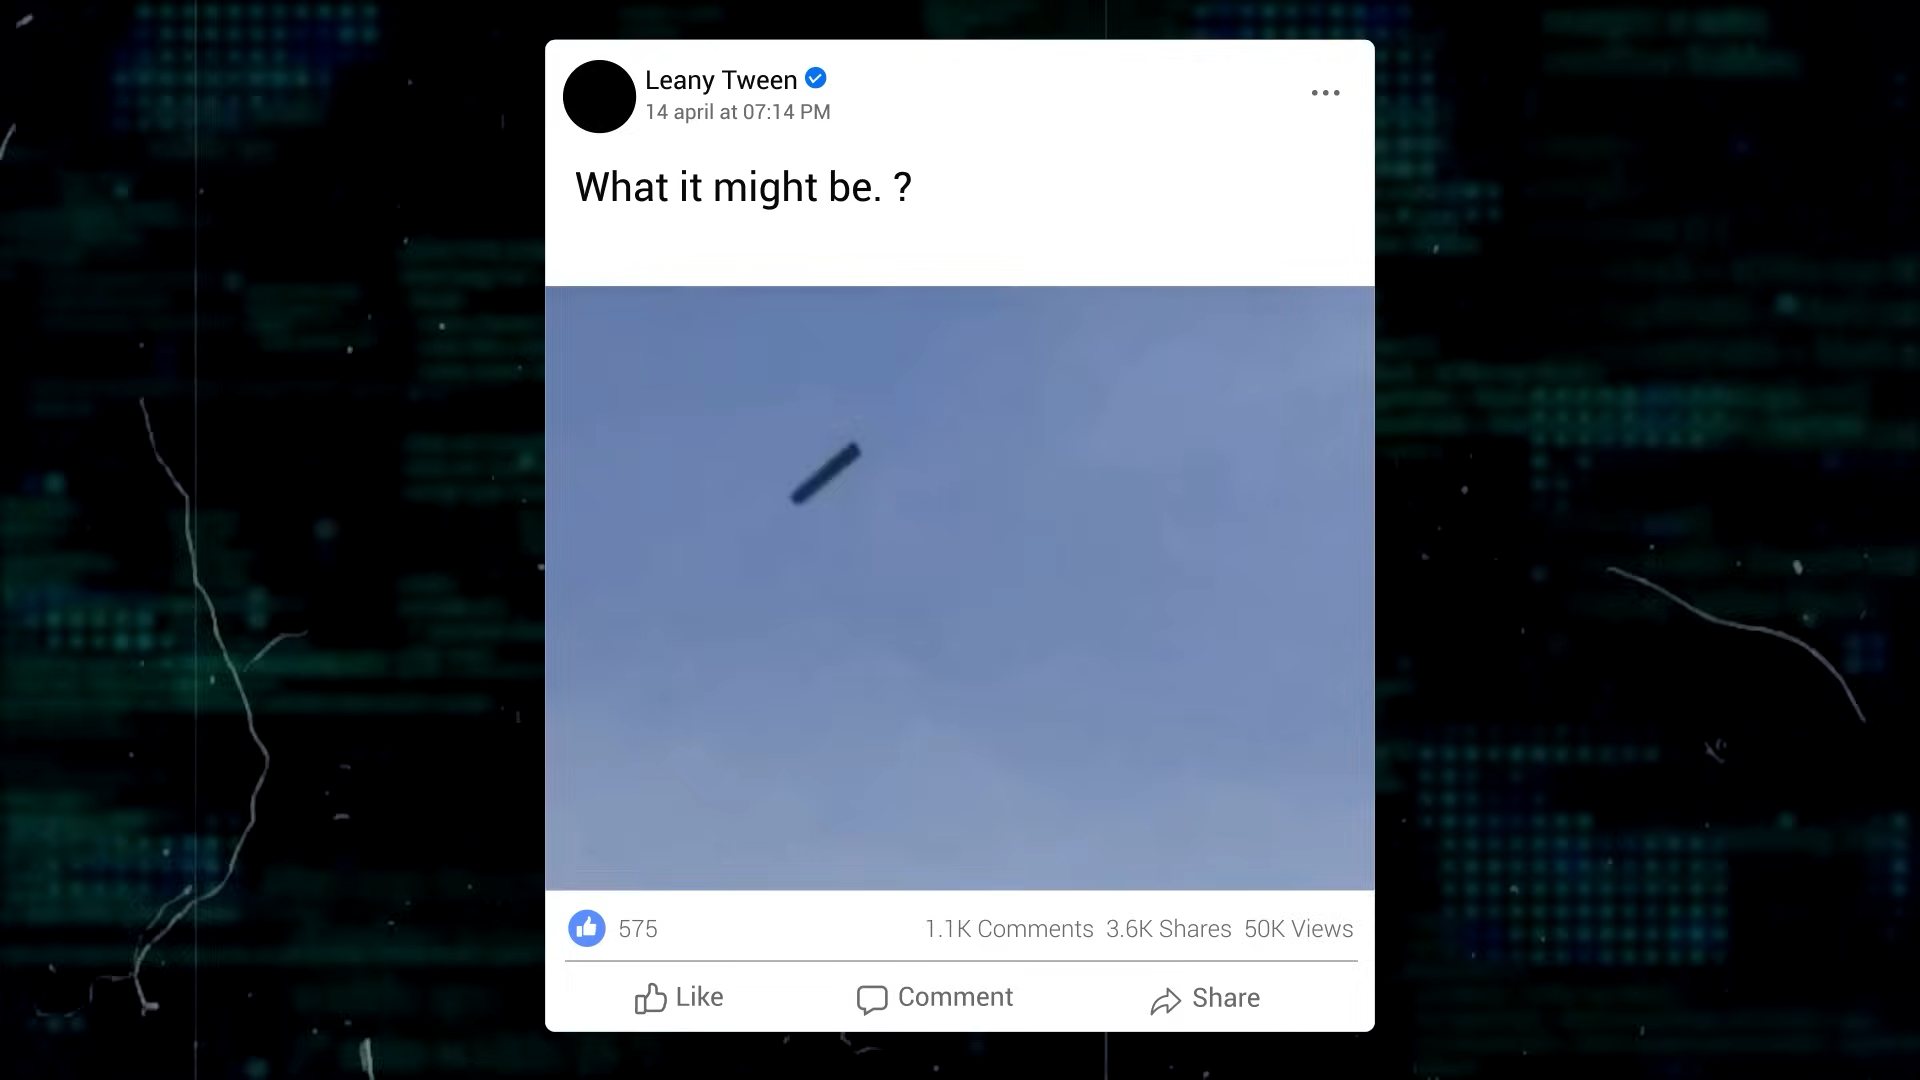 Leany Tween
14 april at 07:14 PM
What it might be. ?
575
1.1K Comments 3.6K Shares 50K Views
Like
Comment
Share